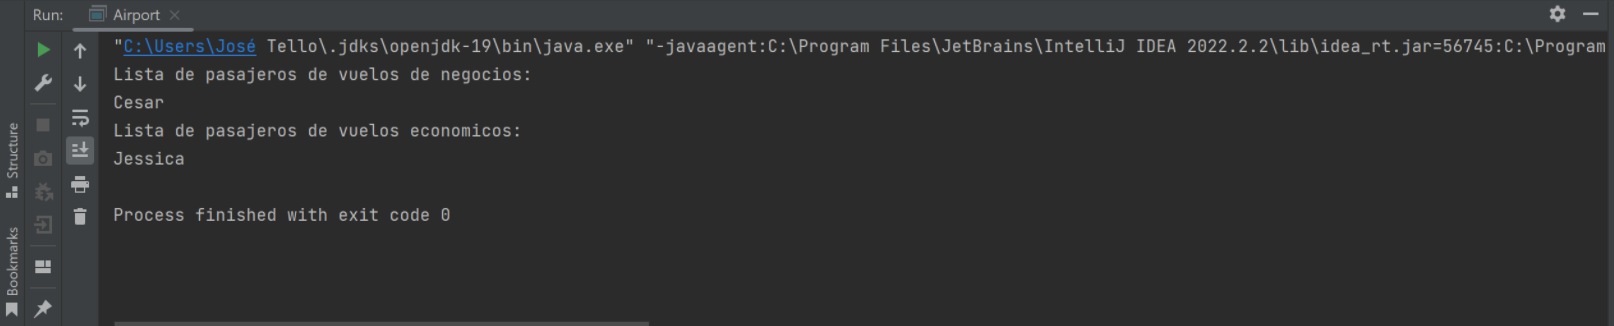 Run: Airport
"C:\Users\José Tello\.jdks\openjdk-19\bin\java.exe" "-javaagent:C:\Program Files\JetBrains\IntelliJ IDEA 2022.2.2\lib\idea_rt.jar=56745:C:\Program
Lista de pasajeros de vuelos de negocios:
Cesar
Lista de pasajeros de vuelos economicos:
Jessica
Process finished with exit code 0
Structure
Bookmarks